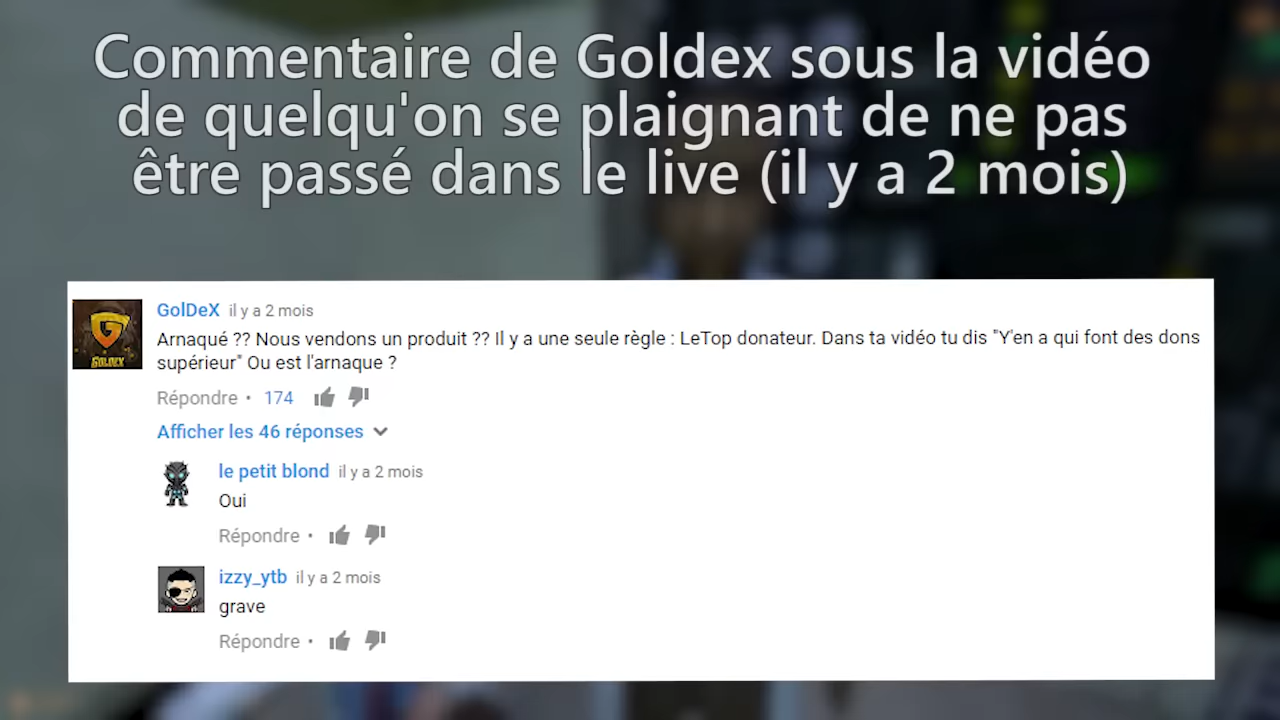 Commentaire de Goldex sous la vidéo
de quelqu'on se plaignant de ne pas
être passé dans le live (il y a 2 mois)
GOLDEX
GolDeX il y a 2 mois
Arnaqué ?? Nous vendons un produit ?? Il y a une seule règle : LeTop donateur. Dans ta vidéo tu dis "Y'en a qui font des dons
supérieur" Ou est l'arnaque ?
Répondre • 174
Afficher les 46 réponses
le petit blond il y a 2 mois
Oui
Répondre •
izzy_ytb il y a 2 mois
grave
Répondre •